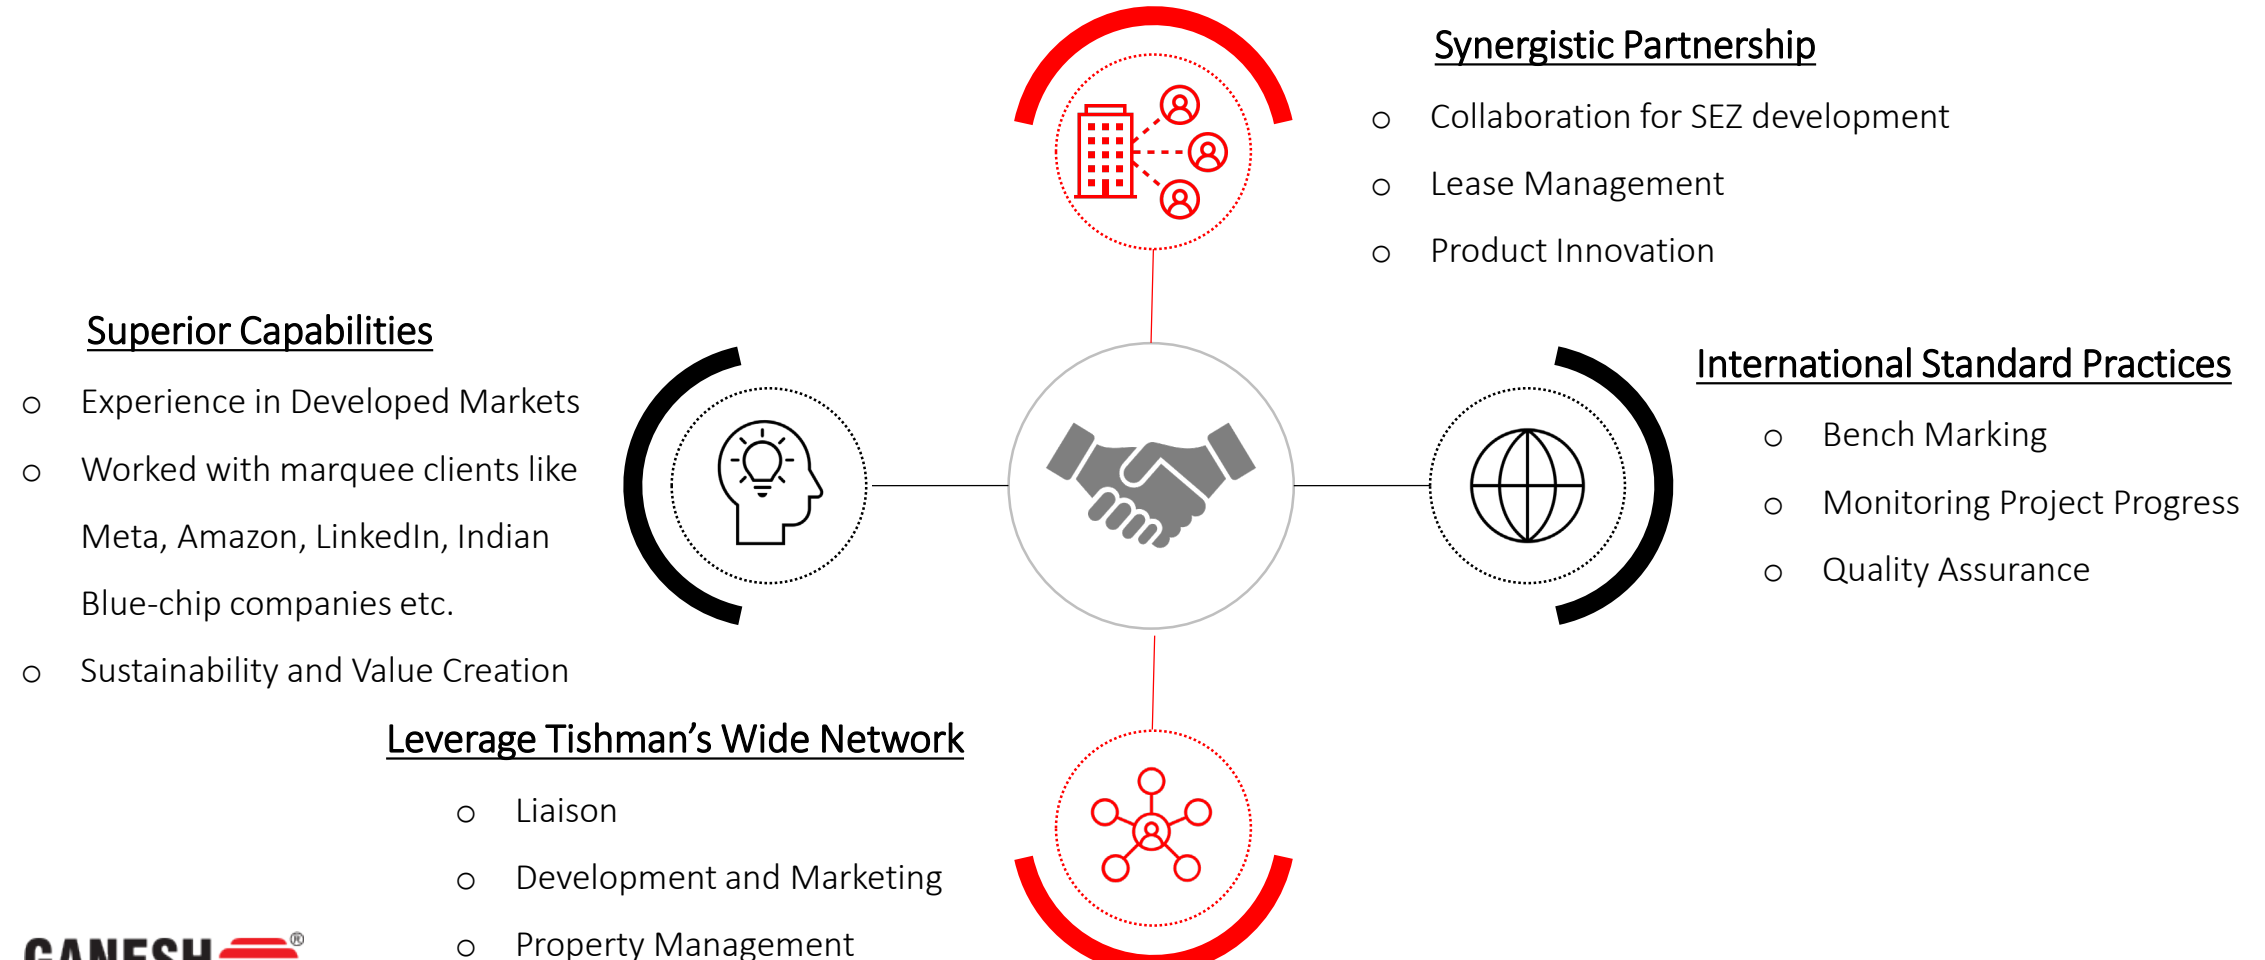 Synergistic Partnership
o Collaboration for SEZ development
o Lease Management
o Product Innovation
Superior Capabilities
o Experience in Developed Markets
o Worked with marquee clients like
Meta, Amazon, LinkedIn, Indian
Blue-chip companies etc.
o Sustainability and Value Creation
International Standard Practices
o Bench Marking
o Monitoring Project Progress
o Quality Assurance
Leverage Tishman’s Wide Network
o Liaison
o Development and Marketing
o Property Management
GANESH ®